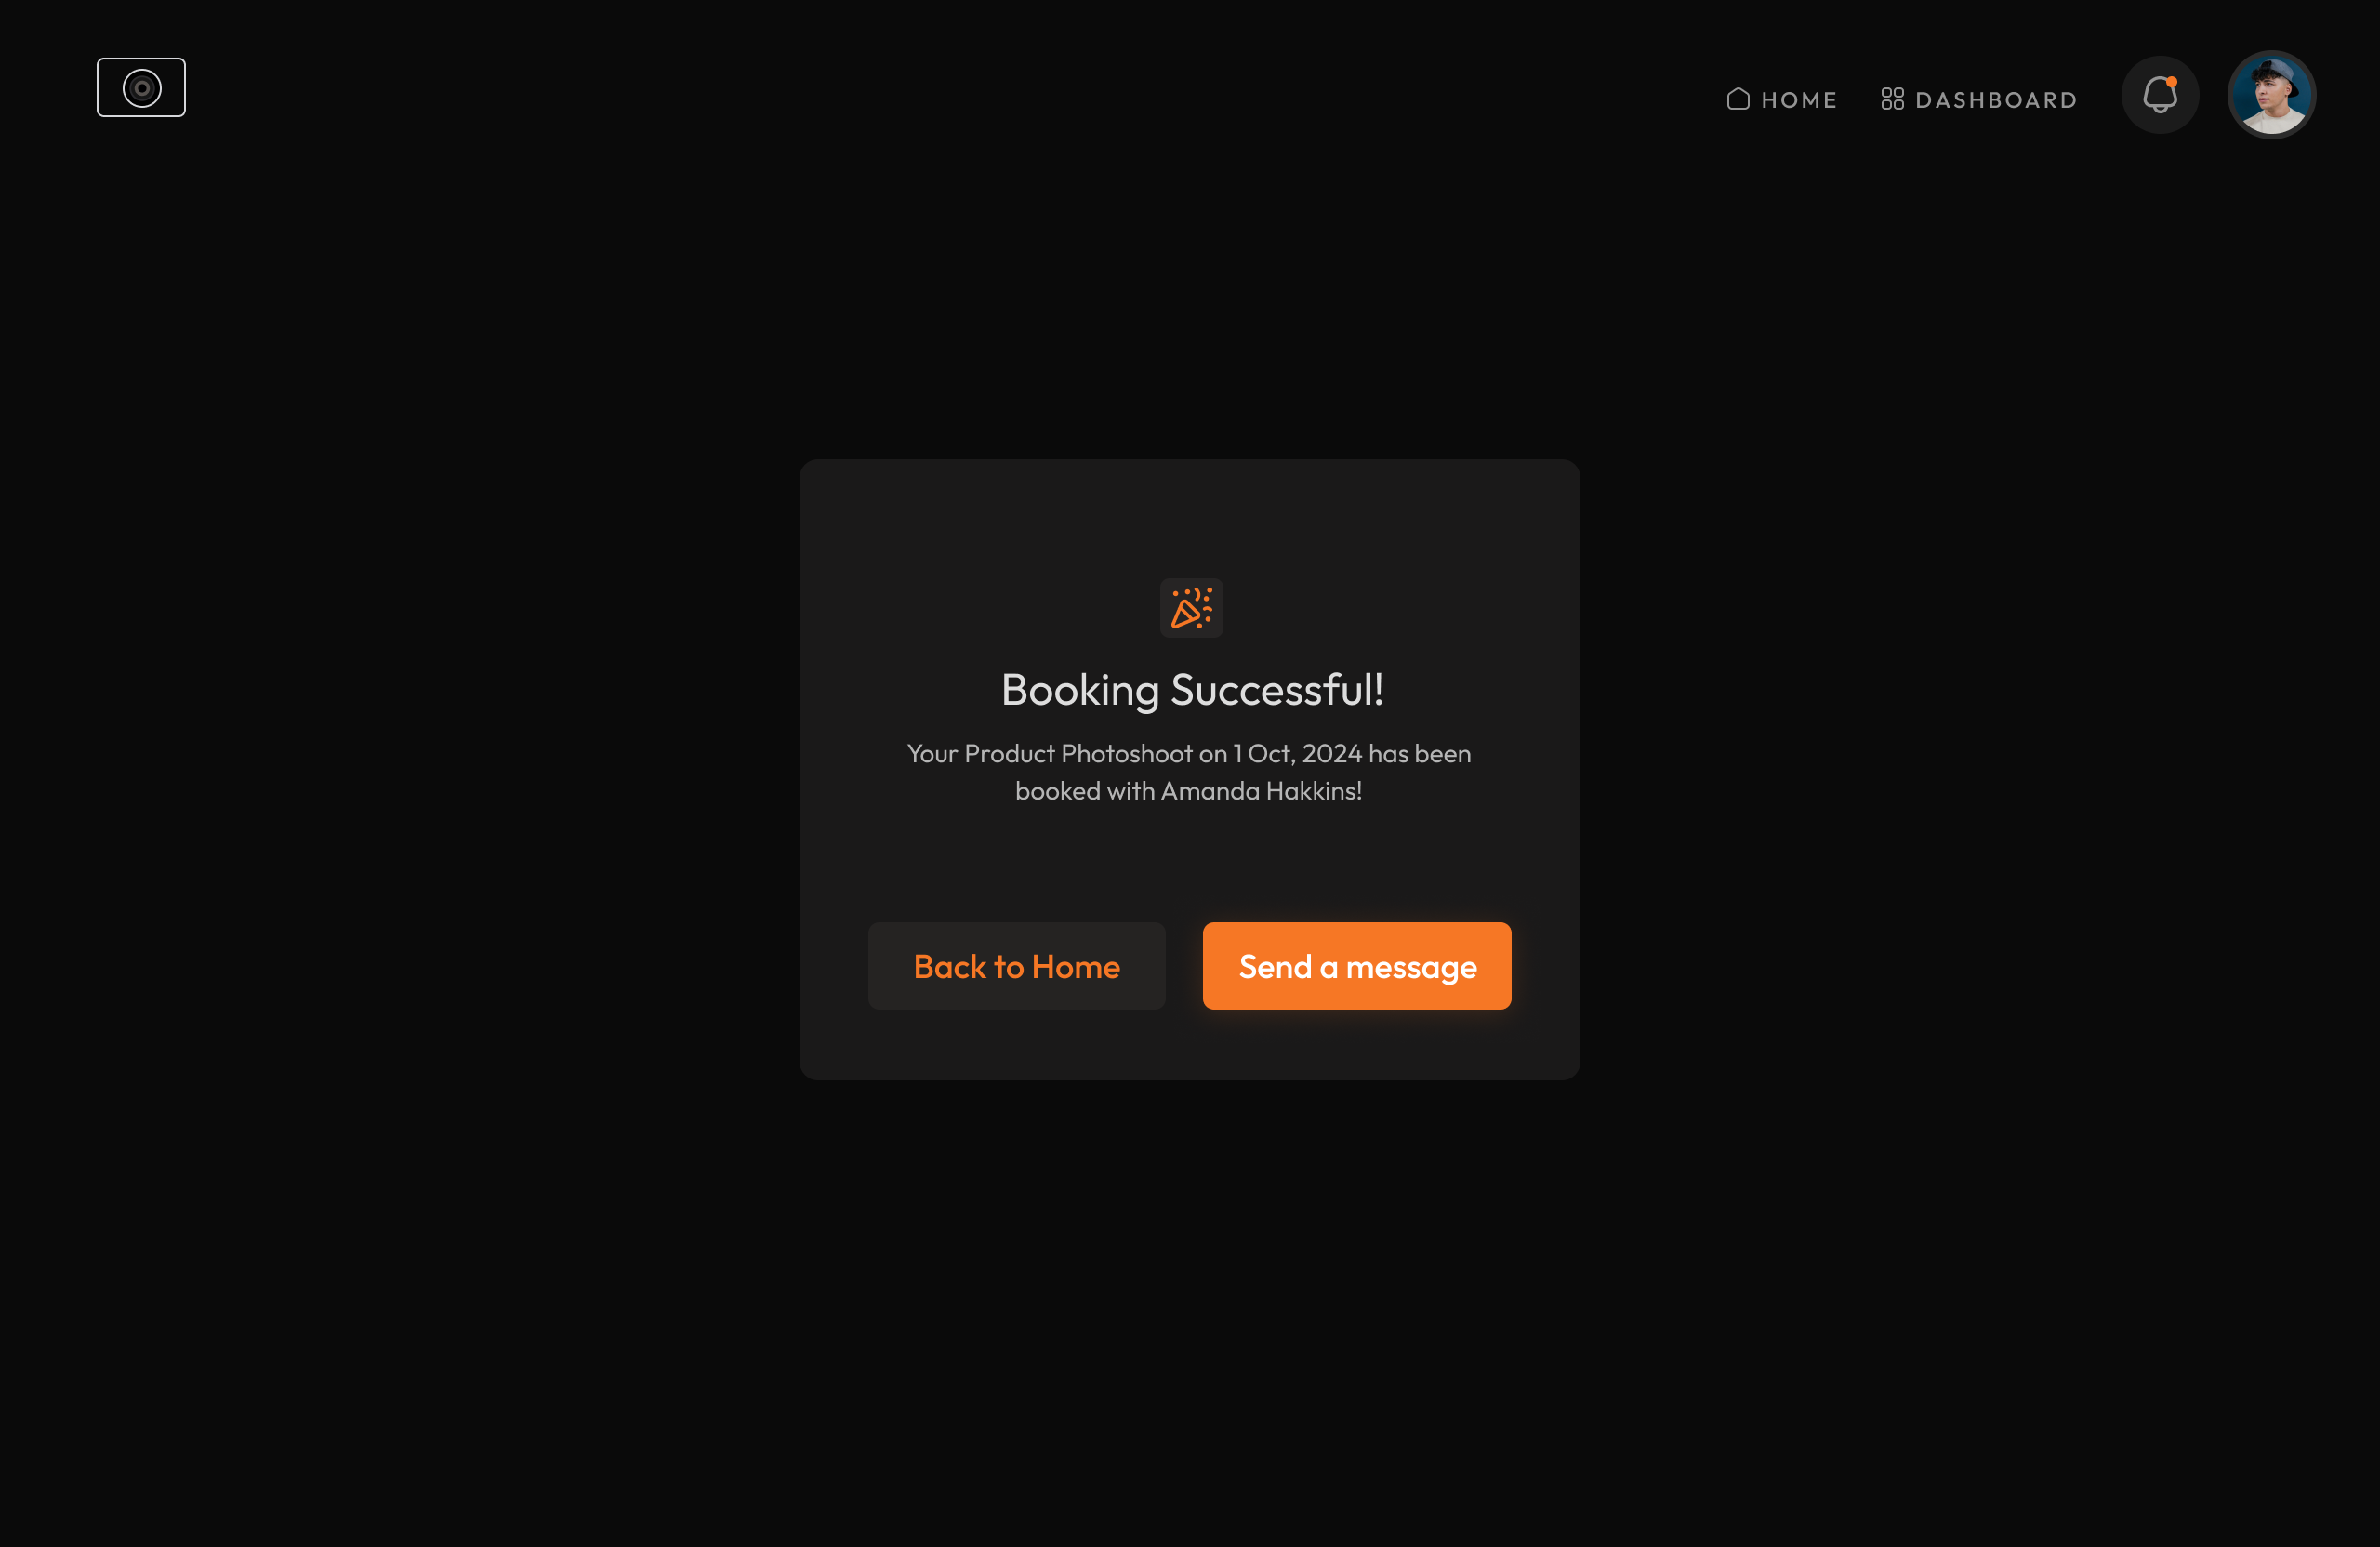 HOME
DASHBOARD
Booking Successful!
Your Product Photoshoot on 1 Oct, 2024 has been
booked with Amanda Hakkins!
Back to Home
Send a message